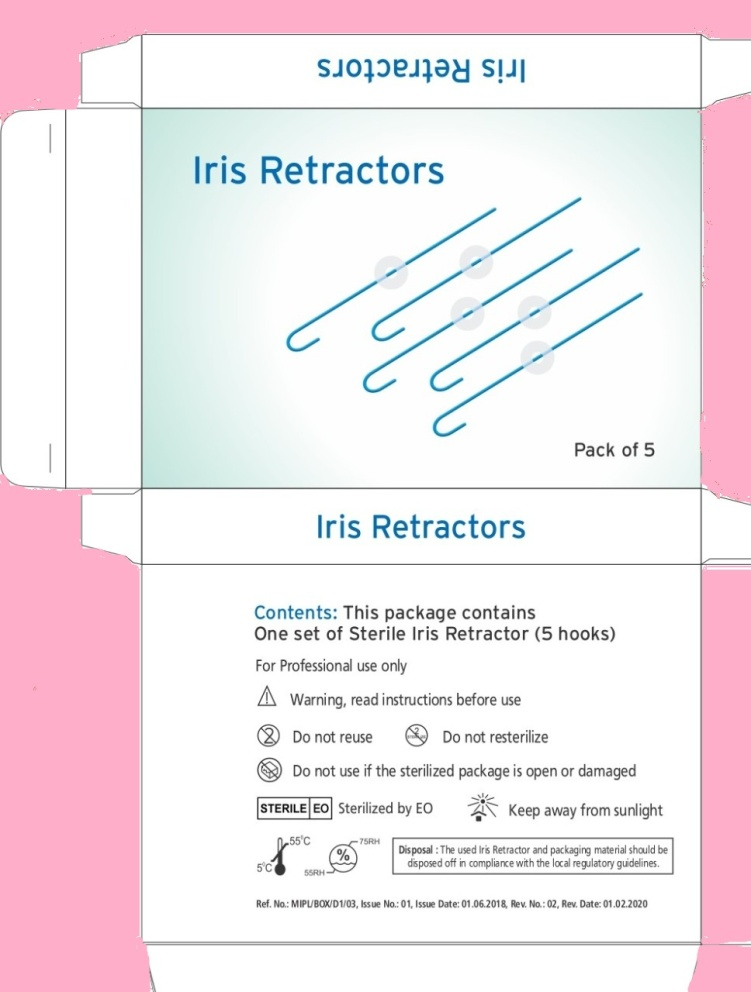 Iris Retractors
Iris Retractors
Pack of 5
Iris Retractors
Contents: This package contains
One set of Sterile Iris Retractor (5 hooks)
For Professional use only
Warning, read instructions before use
2 Do not reuse
2 Do not resterilize
Do not use if the sterilized package is open or damaged
STERILE EO Sterilized by EO
Keep away from sunlight
55°C
5°C
75RH
%
55RH
Disposal : The used Iris Retractor and packaging material should be
disposed off in compliance with the local regulatory guidelines.
Ref. No.: MIPL/BOX/D1/03, Issue No.: 01, Issue Date: 01.06.2018, Rev. No.: 02, Rev. Date: 01.02.2020